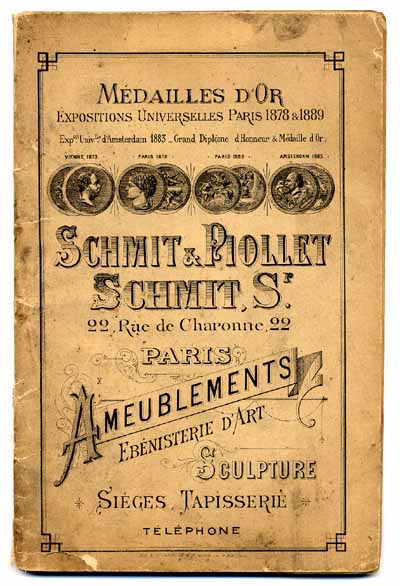 MÉDAILLES D'OR
EXPOSITIONS UNIVERSELLES PARIS 1878 & 1889
Expon Univlle d'Amsterdam 1883 _ Grand Diplôme d'Honneur & Médaille d'Or.
VIENNE 1873 PARIS 1878 PARIS 1889 AMSTERDAM 1883
SCHMIT & PIOLLET
SCHMIT, Sr
22, Rue de Charonne, 22
PARIS
AMEUBLEMENTS
EBÉNISTERIE D'ART
SCULPTURE
SIÉGES TAPISSERIE
TÉLÉPHONE